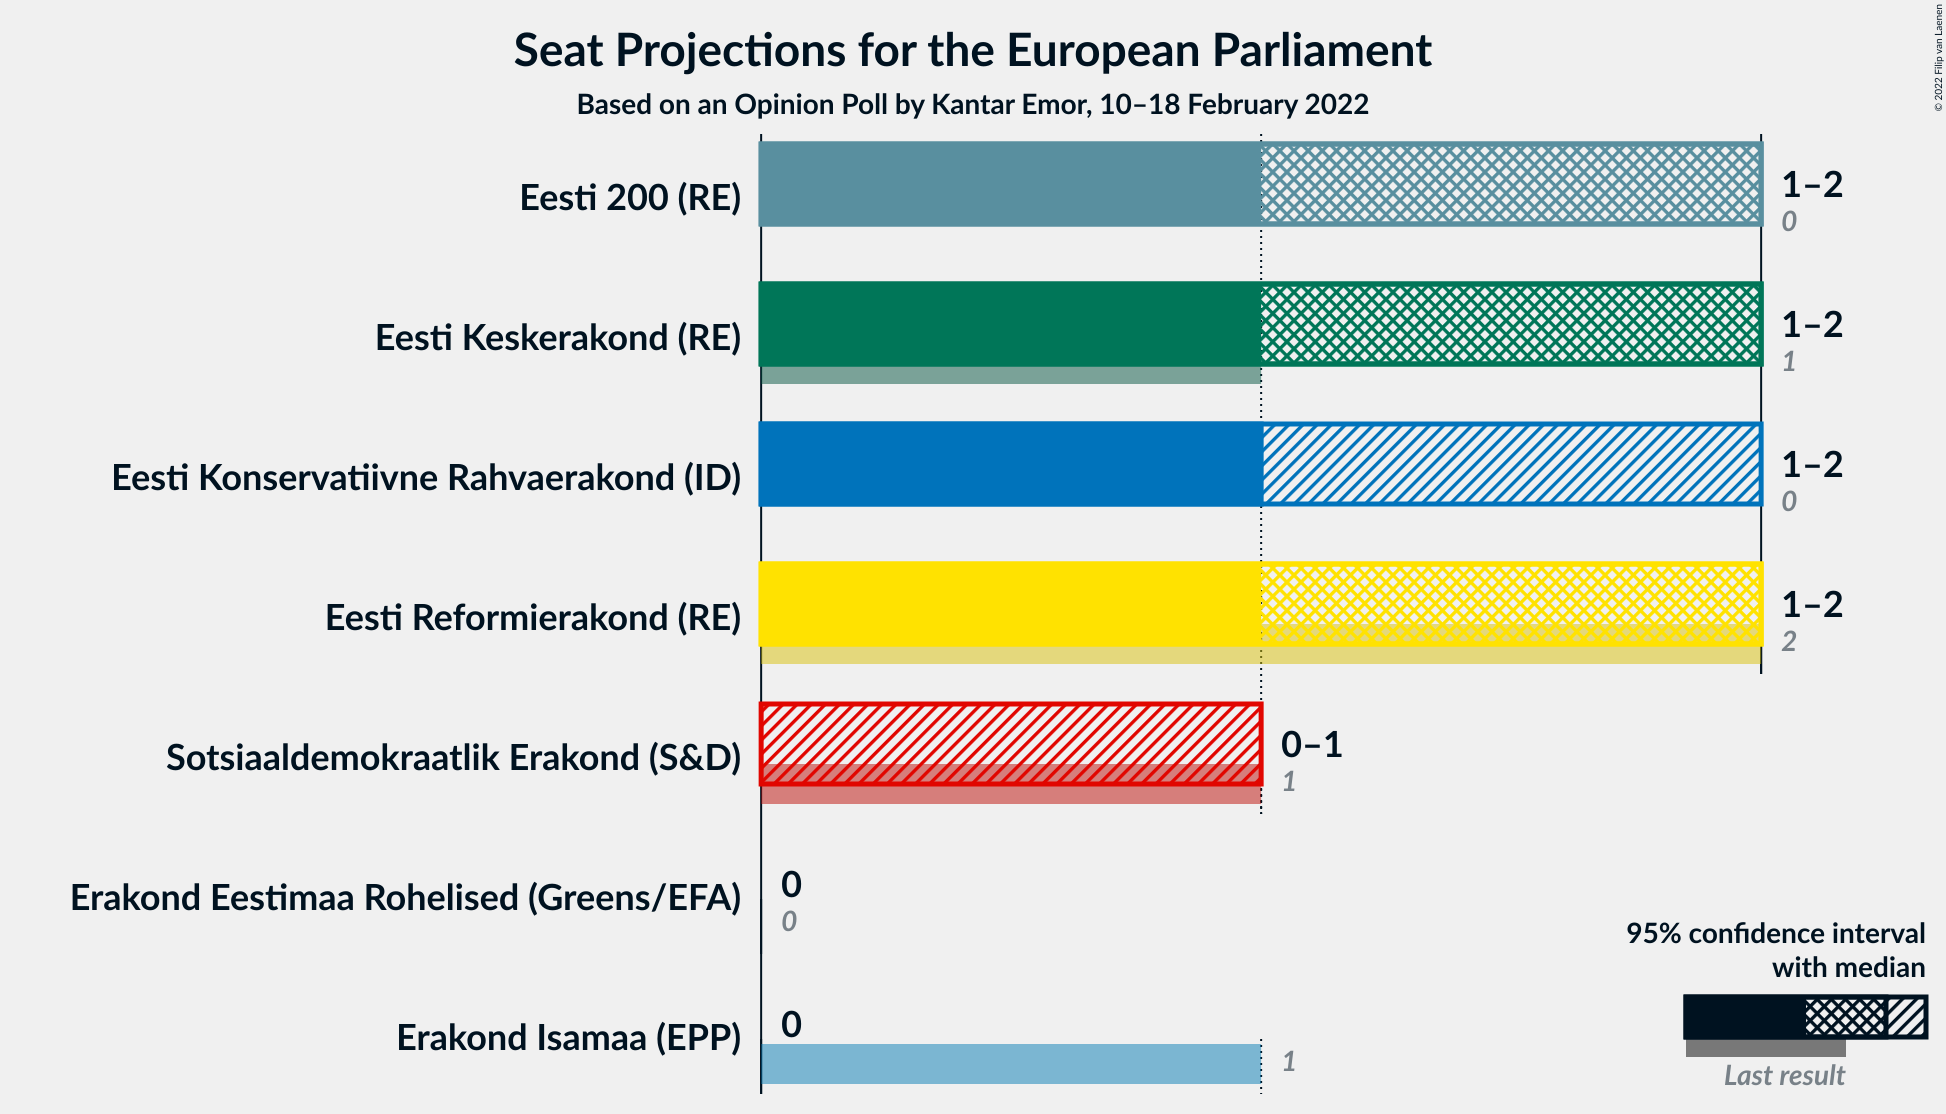 Seat Projections for the European Parliament
Based on an Opinion Poll by Kantar Emor, 10–18 February 2022
© 2022 Filip van Laenen
Eesti 200 (RE)
1–2
0
Eesti Keskerakond (RE)
1–2
1
Eesti Konservatiivne Rahvaerakond (ID)
1–2
0
Eesti Reformierakond (RE)
1–2
2
Sotsiaaldemokraatlik Erakond (S&D)
0–1
1
Erakond Eestimaa Rohelised (Greens/EFA)
0
0
Erakond Isamaa (EPP)
0
1
95% confidence interval
with median
Last result